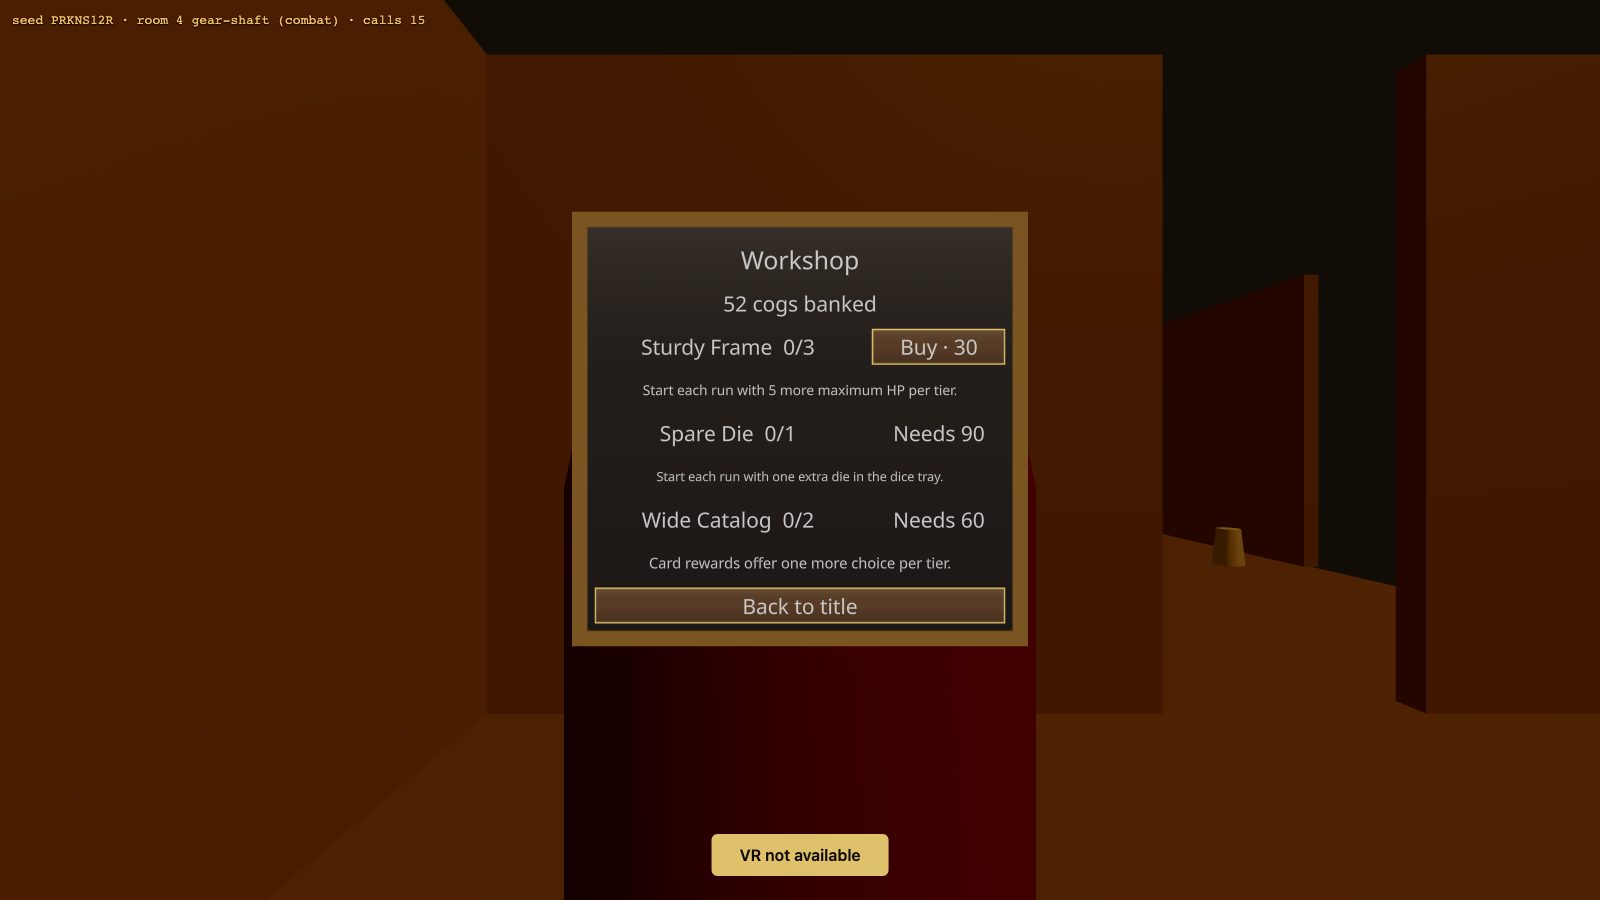 seed PRKNS12R · room 4 gear-shaft (combat) · calls 15
Workshop
52 cogs banked
Sturdy Frame 0/3 Buy · 30
Start each run with 5 more maximum HP per tier.
Spare Die 0/1 Needs 90
Start each run with one extra die in the dice tray.
Wide Catalog 0/2 Needs 60
Card rewards offer one more choice per tier.
Back to title
VR not available